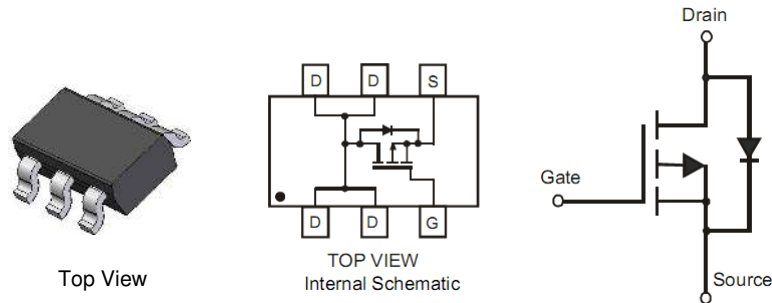 Drain
D D S
Gate
D D G
TOP VIEW
Internal Schematic
Top View
Source